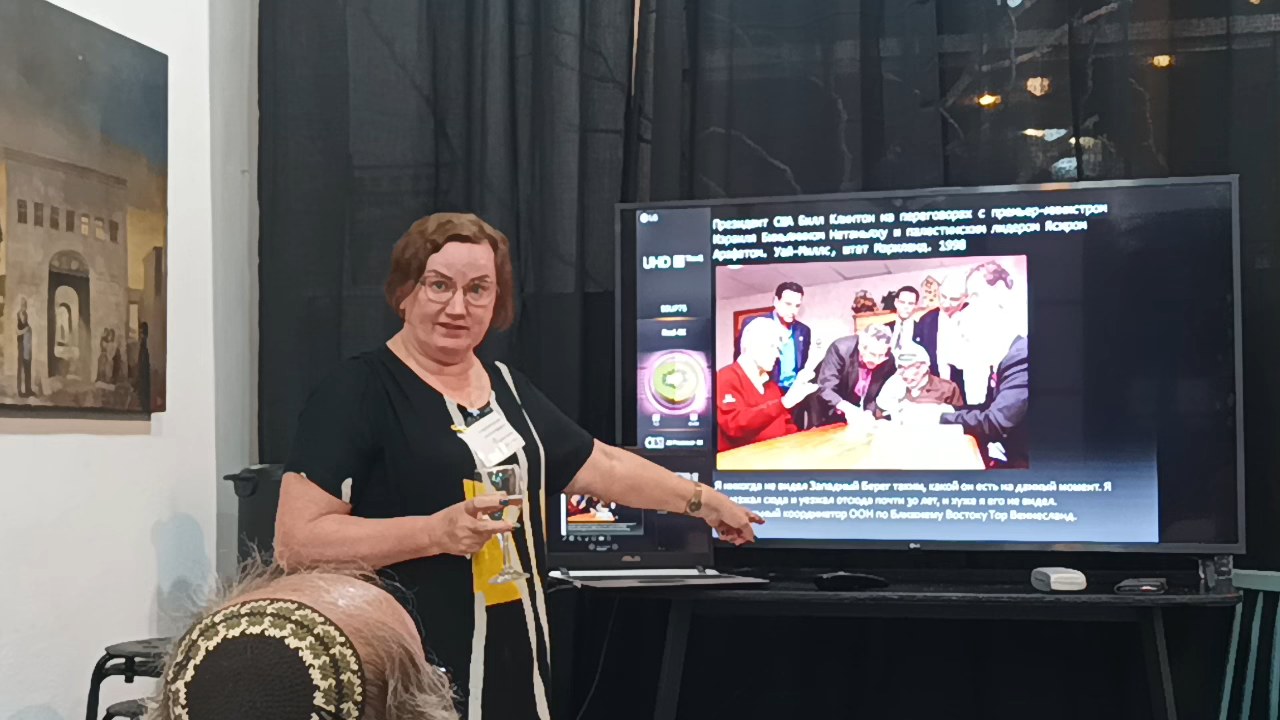 LG
Президент США Билл Клинтон на переговорах с премьер-министром
Израиля Биньямином Нетаньяху и палестинским лидером Ясиром
Арафатом. Уай-Миллс, штат Мэриленд. 1998
UHD
Я никогда не видел Западный Берег таким, какой он есть на данный момент. Я
приезжал сюда и уезжал отсюда почти 30 лет, и хуже я его не видел.
координатор ООН по Ближнему Востоку Тор Веннесланд.
LG
ASUS